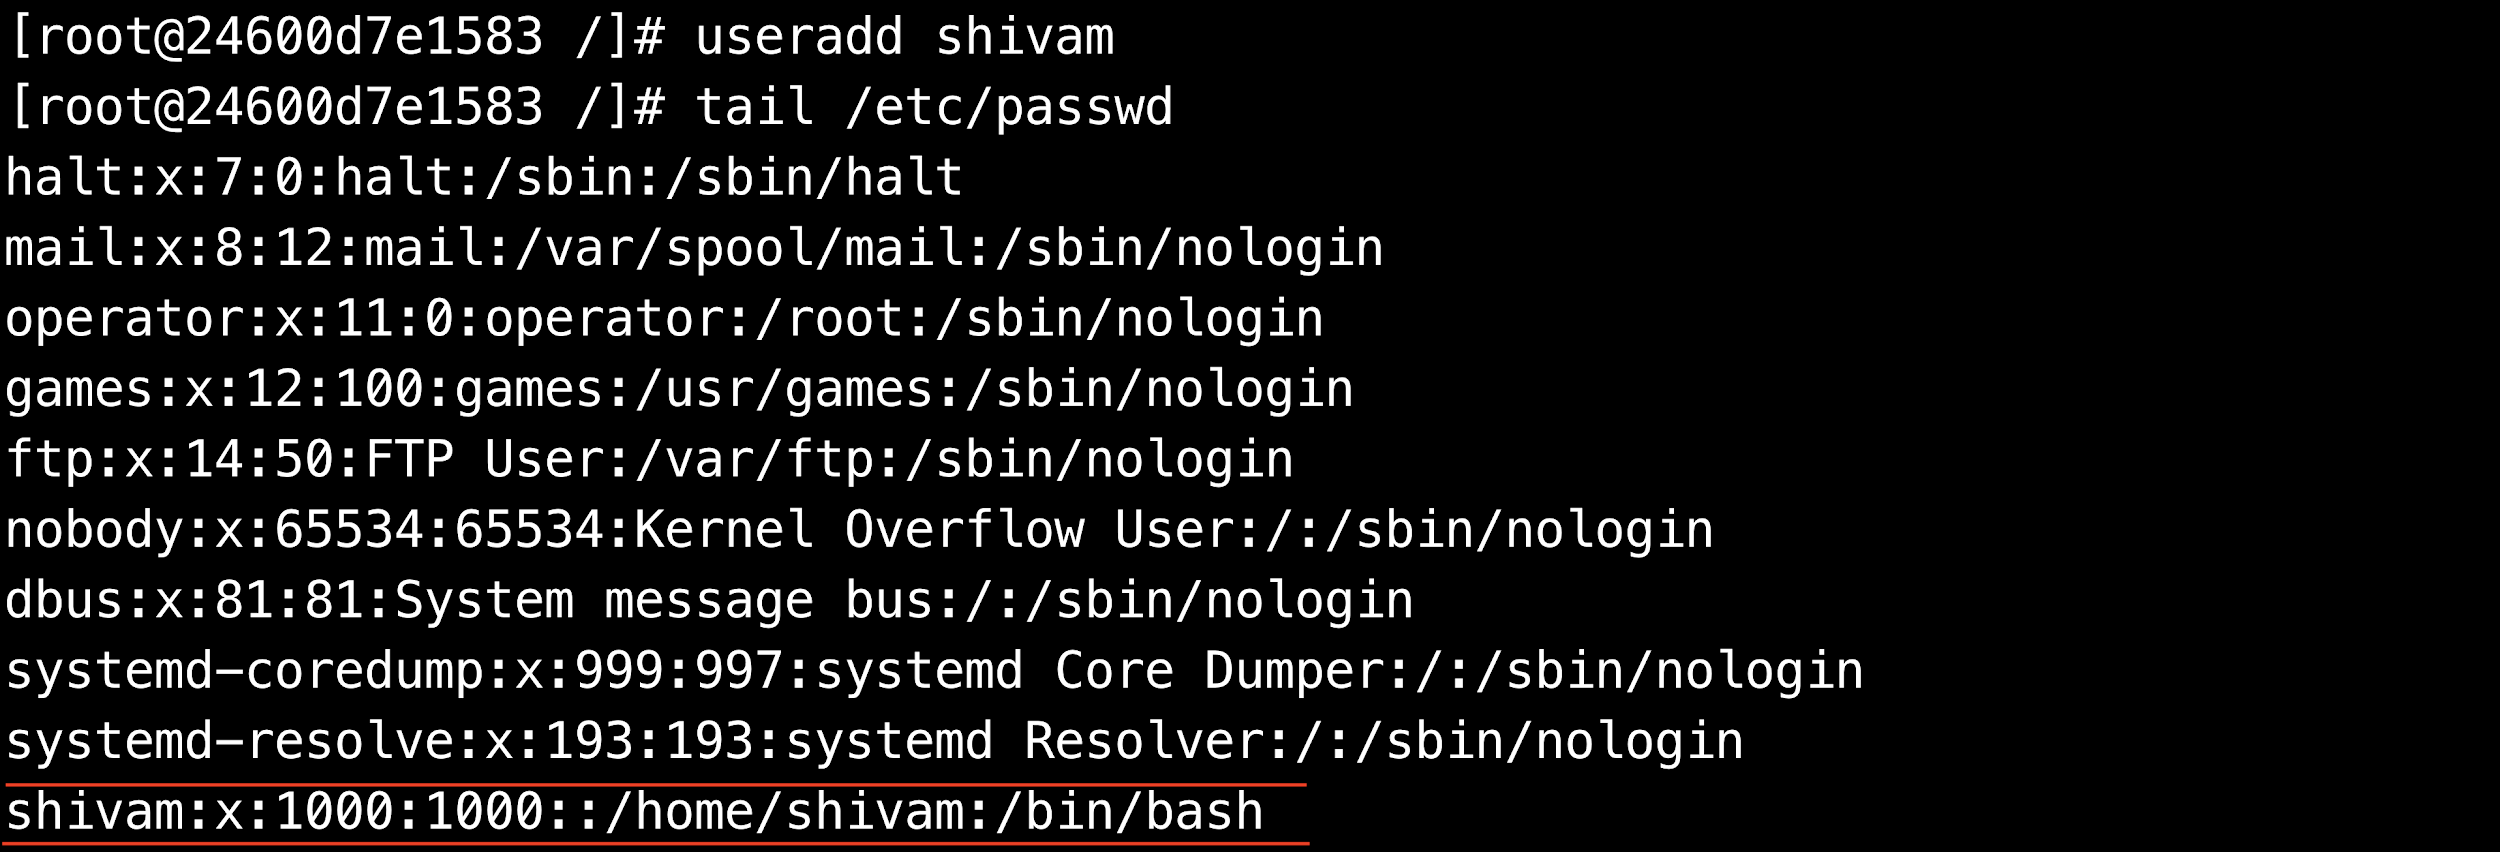 [root@24600d7e1583 /]# useradd shivam
[root@24600d7e1583 /]# tail /etc/passwd
halt:x:7:0:halt:/sbin:/sbin/halt
mail:x:8:12:mail:/var/spool/mail:/sbin/nologin
operator:x:11:0:operator:/root:/sbin/nologin
games:x:12:100:games:/usr/games:/sbin/nologin
ftp:x:14:50:FTP User:/var/ftp:/sbin/nologin
nobody:x:65534:65534:Kernel Overflow User:/:/sbin/nologin
dbus:x:81:81:System message bus:/:/sbin/nologin
systemd-coredump:x:999:997:systemd Core Dumper:/:/sbin/nologin
systemd-resolve:x:193:193:systemd Resolver:/:/sbin/nologin
shivam:x:1000:1000::/home/shivam:/bin/bash